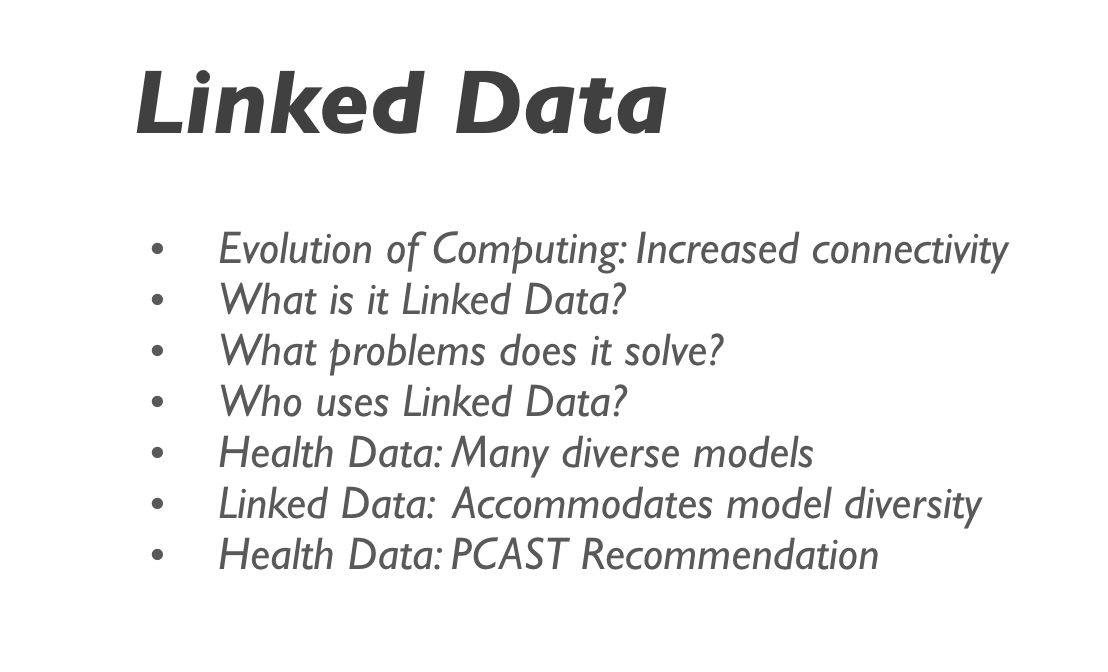 Linked Data
• Evolution of Computing: Increased connectivity
• What is it Linked Data?
• What problems does it solve?
• Who uses Linked Data?
• Health Data: Many diverse models
• Linked Data: Accommodates model diversity
• Health Data: PCAST Recommendation